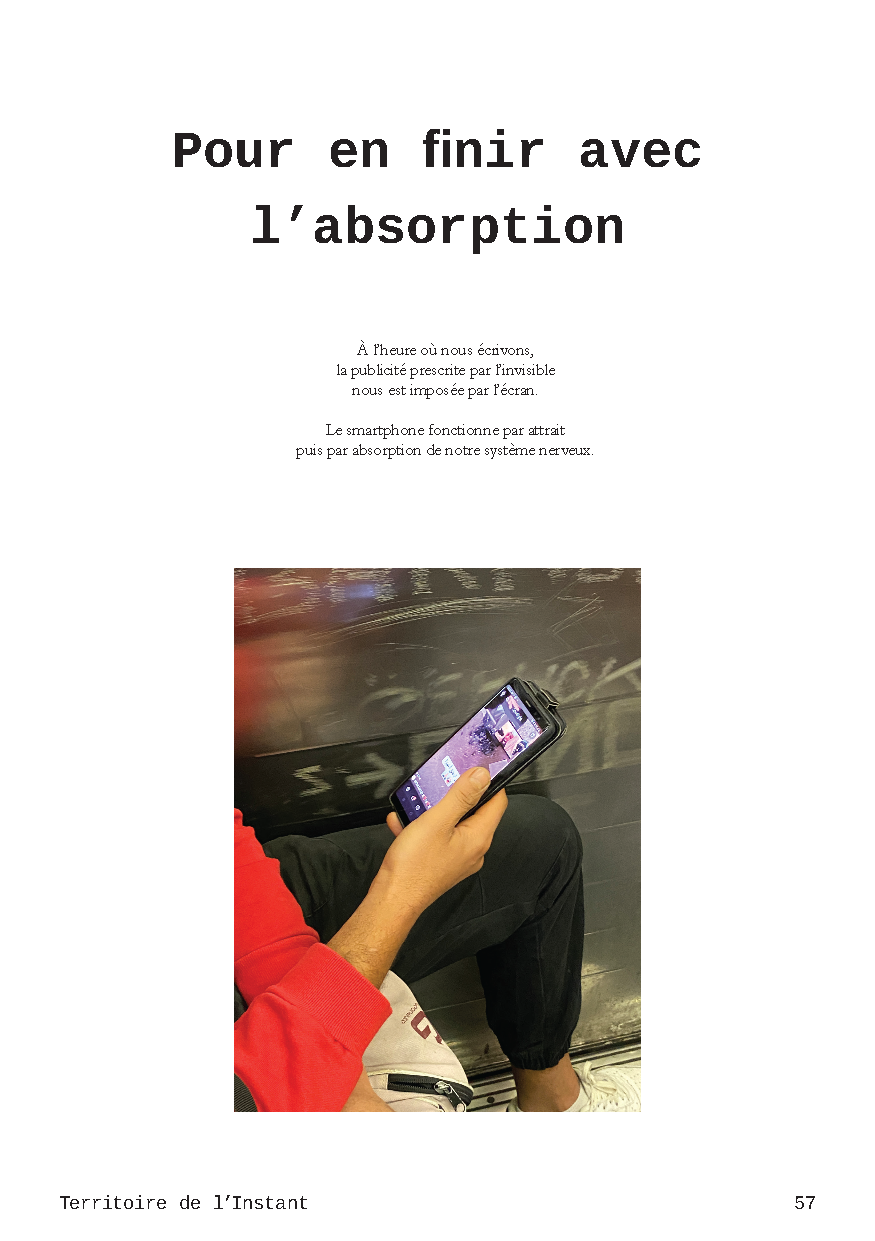 Pour en finir avec
l’absorption
À l’heure où nous écrivons,
la publicité prescrite par l’invisible
nous est imposée par l’écran.
Le smartphone fonctionne par attrait
puis par absorption de notre système nerveux.
Territoire de l’Instant
57